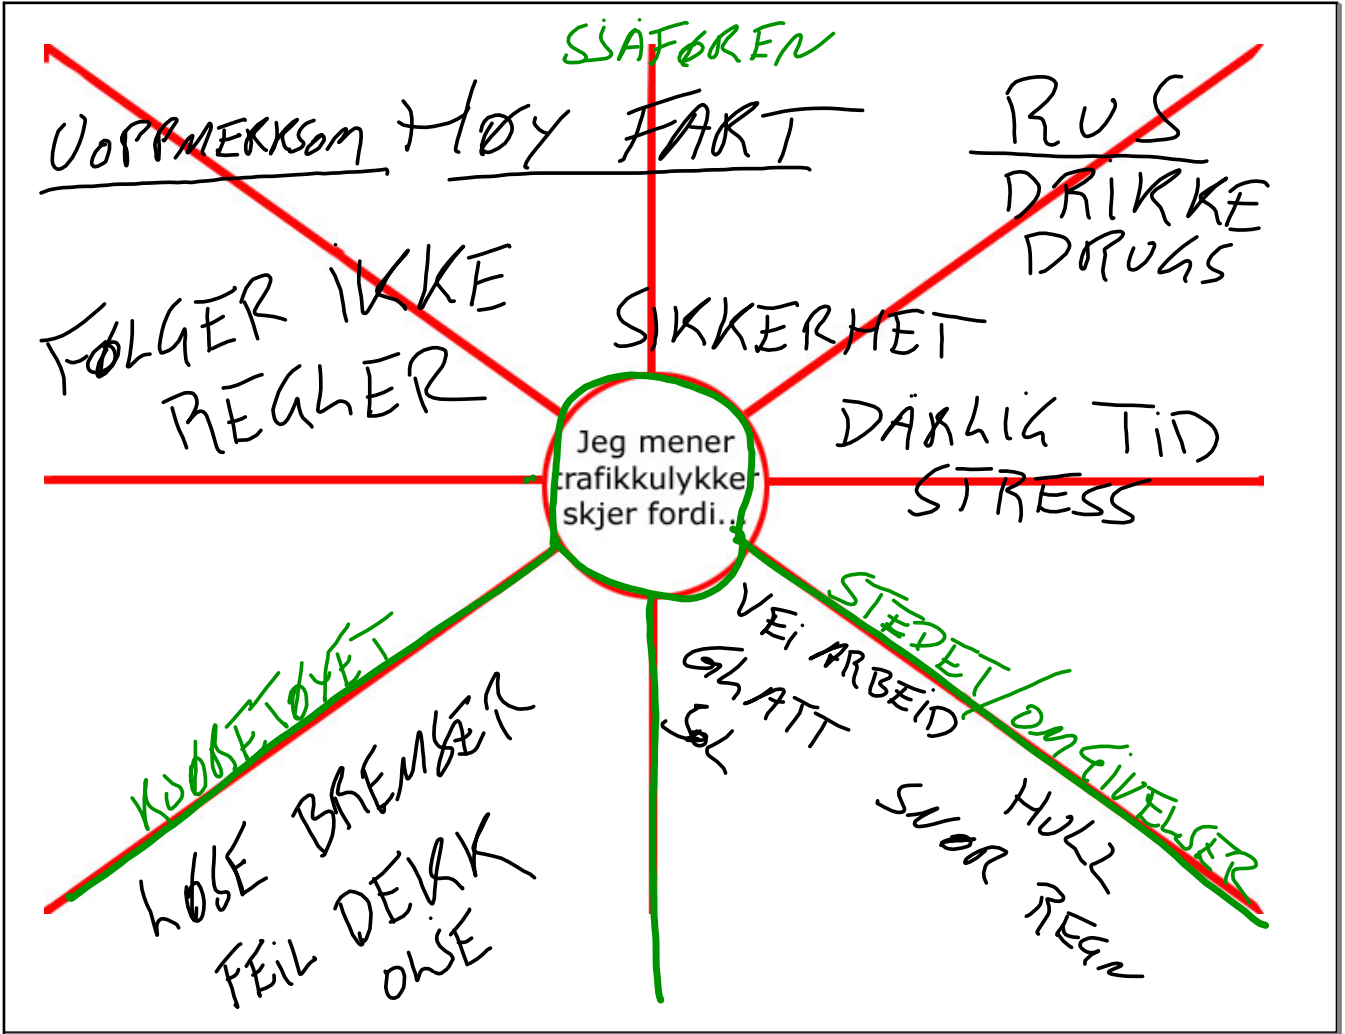 SJÅFØREN
UOPPMERKSOM
HØY FART
RUS
DRIKKE
DRUGS
FØLGER IKKE
REGLER
SIKKERHET
DÅRLIG TID
STRESS
Jeg mener
trafikkulykker
skjer fordi...
KJØRETØYET
LØSE BREMSER
FEIL DEKK
OLJE
STEDET/OMGIVELSER
VEI ARBEID
GLATT
SOL
HULL
SNØR REGN